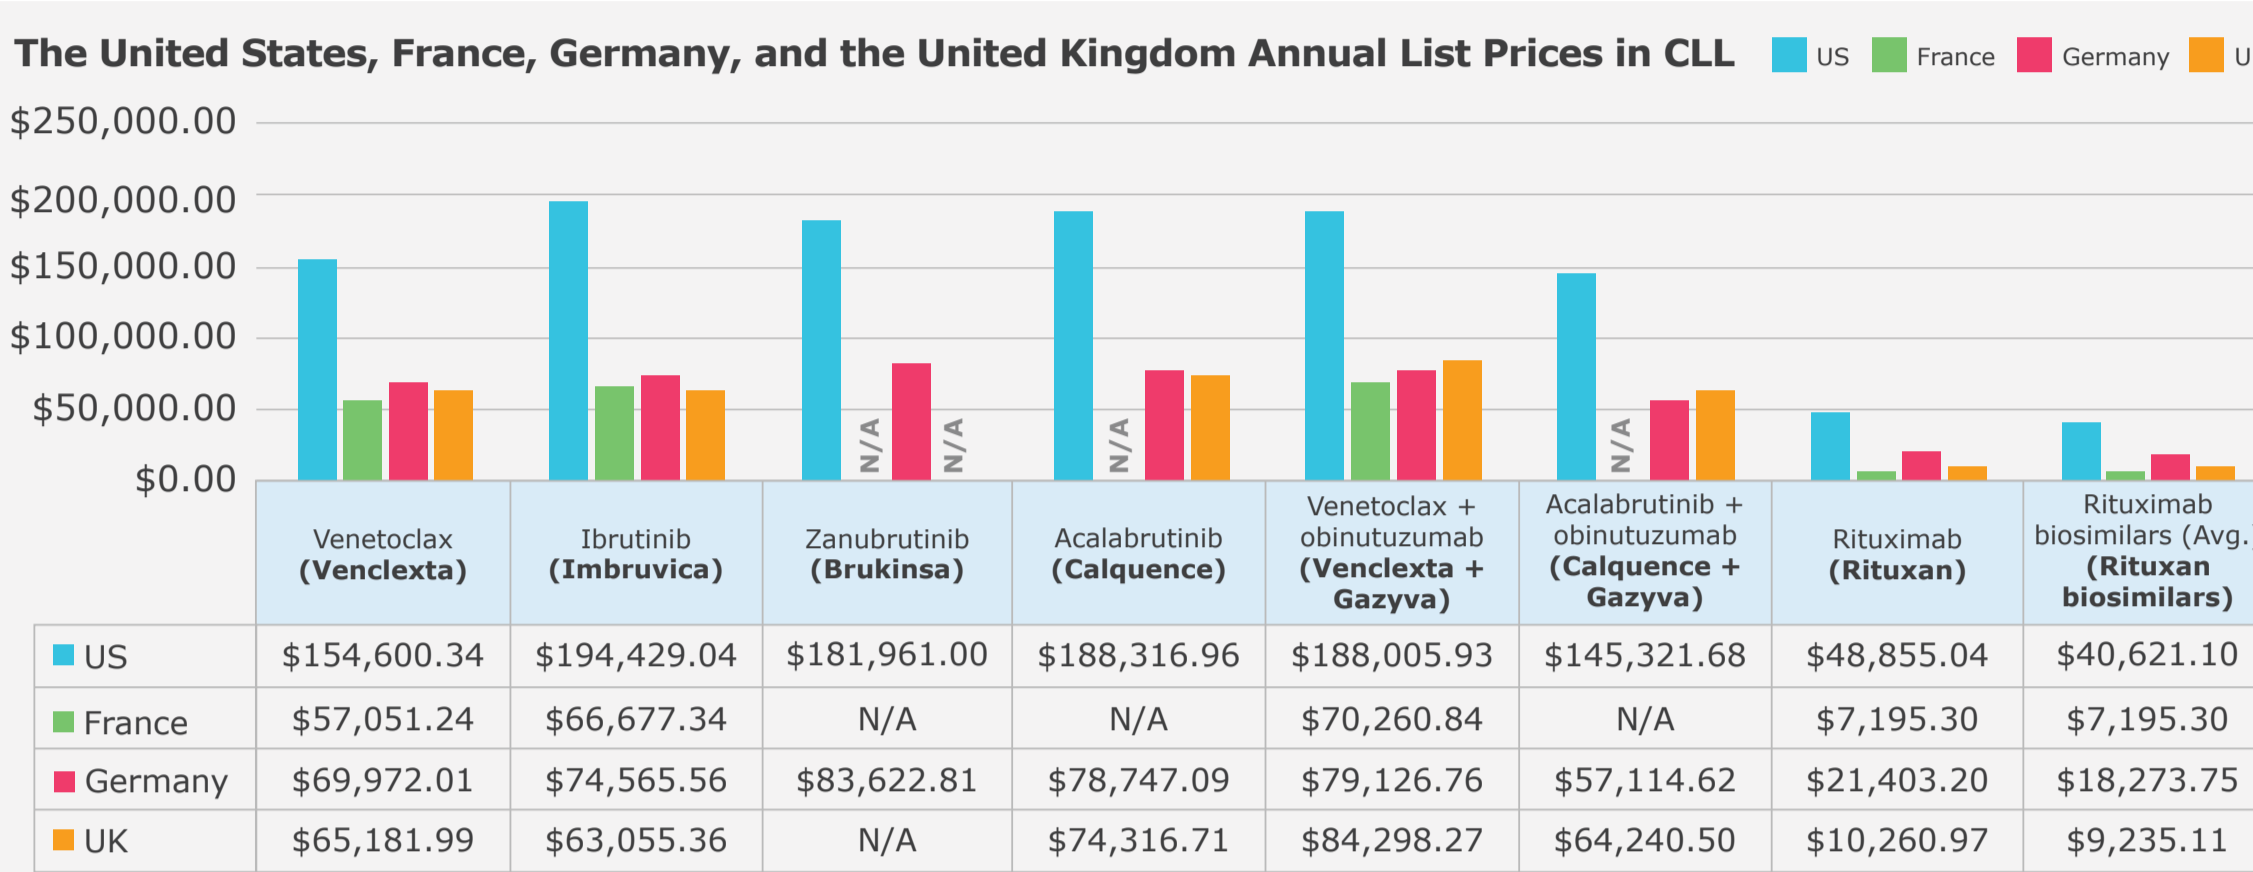 The United States, France, Germany, and the United Kingdom Annual List Prices in CLL US France Germany U
$250,000.00
$200,000.00
$150,000.00
$100,000.00
$50,000.00
$0.00
N/A N/A N/A N/A
Venetoclax
(Venclexta)
Ibrutinib
(Imbruvica)
Zanubrutinib
(Brukinsa)
Acalabrutinib
(Calquence)
Venetoclax +
obinutuzumab
(Venclexta +
Gazyva)
Acalabrutinib +
obinutuzumab
(Calquence +
Gazyva)
Rituximab
(Rituxan)
Rituximab
biosimilars (Avg.)
(Rituxan
biosimilars)
US $154,600.34 $194,429.04 $181,961.00 $188,316.96 $188,005.93 $145,321.68 $48,855.04 $40,621.10
France $57,051.24 $66,677.34 N/A N/A $70,260.84 N/A $7,195.30 $7,195.30
Germany $69,972.01 $74,565.56 $83,622.81 $78,747.09 $79,126.76 $57,114.62 $21,403.20 $18,273.75
UK $65,181.99 $63,055.36 N/A $74,316.71 $84,298.27 $64,240.50 $10,260.97 $9,235.11